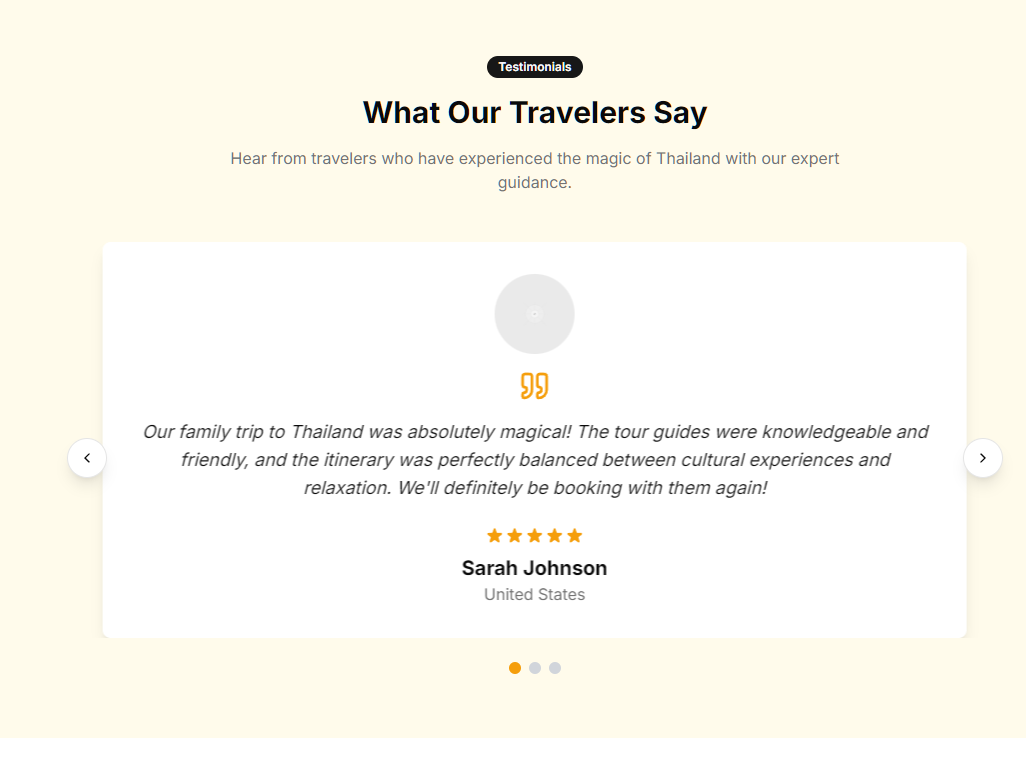 Testimonials
What Our Travelers Say
Hear from travelers who have experienced the magic of Thailand with our expert
guidance.
Our family trip to Thailand was absolutely magical! The tour guides were knowledgeable and
friendly, and the itinerary was perfectly balanced between cultural experiences and
relaxation. We'll definitely be booking with them again!
Sarah Johnson
United States